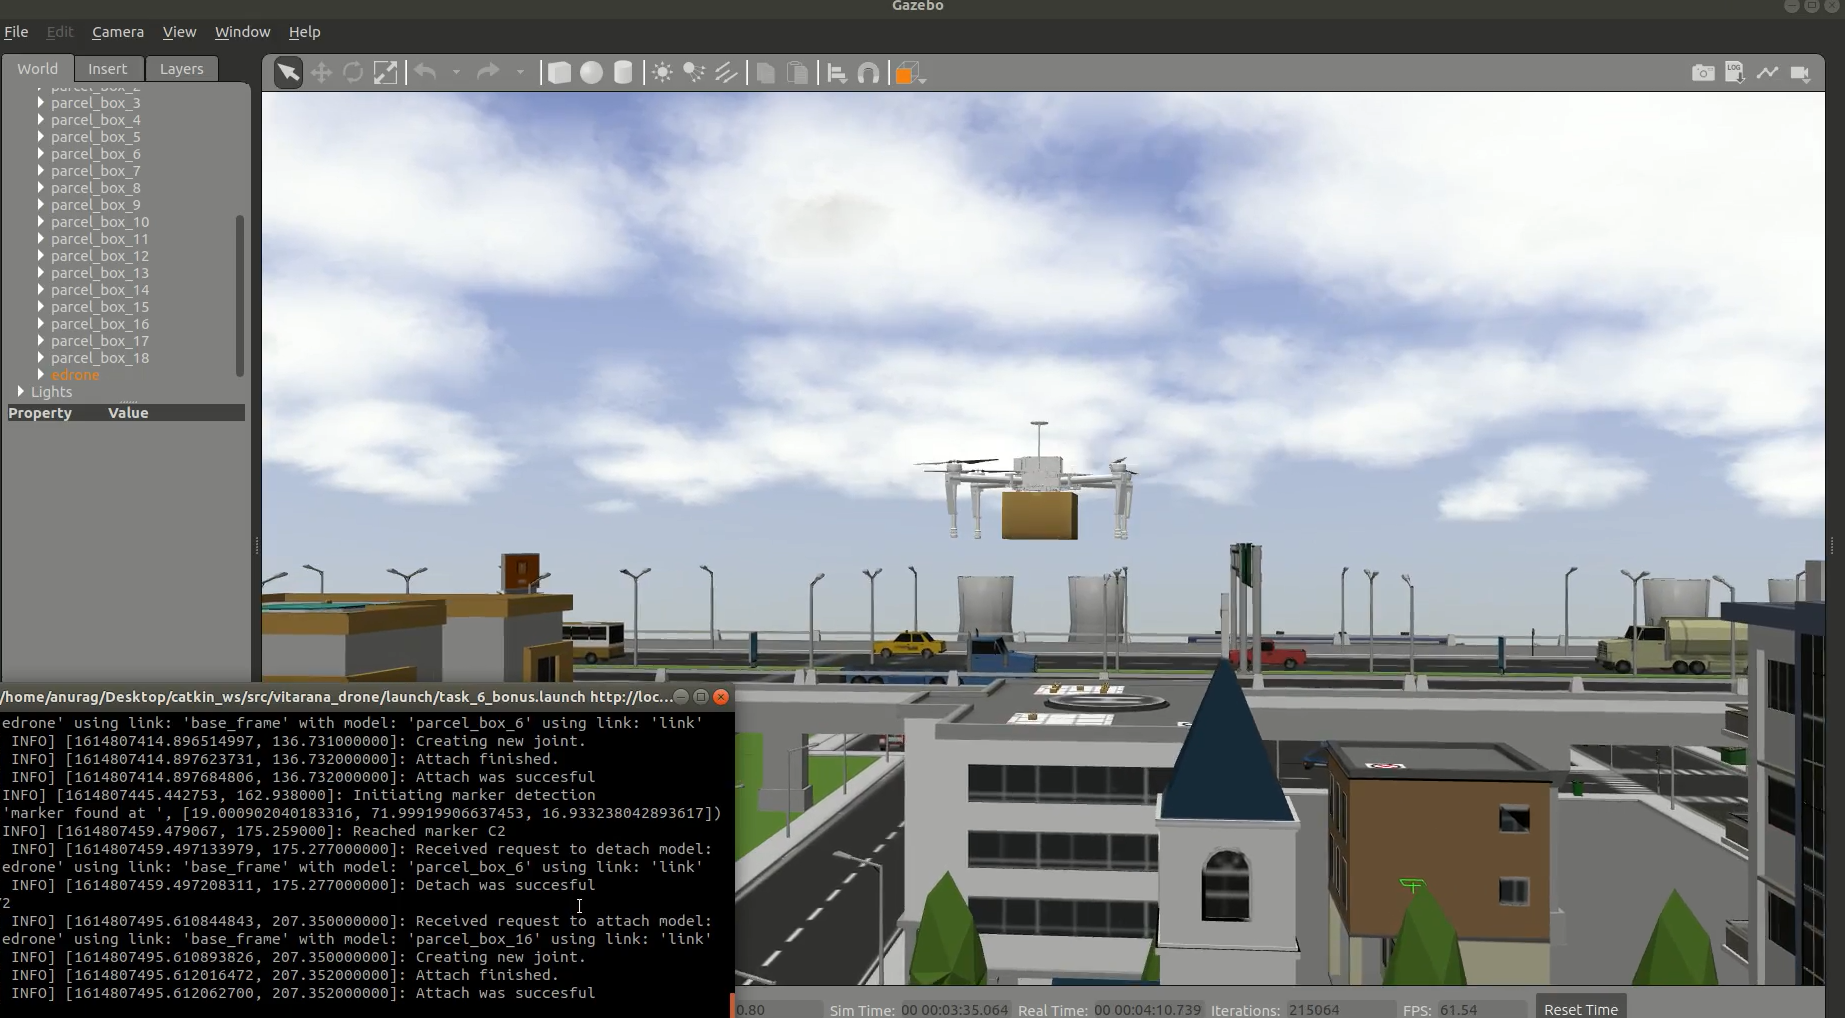 Gazebo
File Edit Camera View Window Help
World Insert Layers
parcel_box_2
parcel_box_3
parcel_box_4
parcel_box_5
parcel_box_6
parcel_box_7
parcel_box_8
parcel_box_9
parcel_box_10
parcel_box_11
parcel_box_12
parcel_box_13
parcel_box_14
parcel_box_15
parcel_box_16
parcel_box_17
parcel_box_18
edrone
Lights
Property Value
LOG
/home/anurag/Desktop/catkin_ws/src/vitarana_drone/launch/task_6_bonus.launch http://loc...
edrone' using link: 'base_frame' with model: 'parcel_box_6' using link: 'link'
INFO] [1614807414.896514997, 136.731000000]: Creating new joint.
INFO] [1614807414.897623731, 136.732000000]: Attach finished.
INFO] [1614807414.897684806, 136.732000000]: Attach was succesful
INFO] [1614807445.442753, 162.938000]: Initiating marker detection
'marker found at ', [19.000902040183316, 71.99919906637453, 16.933238042893617])
INFO] [1614807459.479067, 175.259000]: Reached marker C2
INFO] [1614807459.497133979, 175.277000000]: Received request to detach model:
edrone' using link: 'base_frame' with model: 'parcel_box_6' using link: 'link'
INFO] [1614807459.497208311, 175.277000000]: Detach was succesful
/2
INFO] [1614807495.610844843, 207.350000000]: Received request to attach model:
edrone' using link: 'base_frame' with model: 'parcel_box_16' using link: 'link'
INFO] [1614807495.610893826, 207.350000000]: Creating new joint.
INFO] [1614807495.612016472, 207.352000000]: Attach finished.
INFO] [1614807495.612062700, 207.352000000]: Attach was succesful
0.80 Sim Time: 00 00:03:35.064 Real Time: 00 00:04:10.739 Iterations: 215064 FPS: 61.54 Reset Time